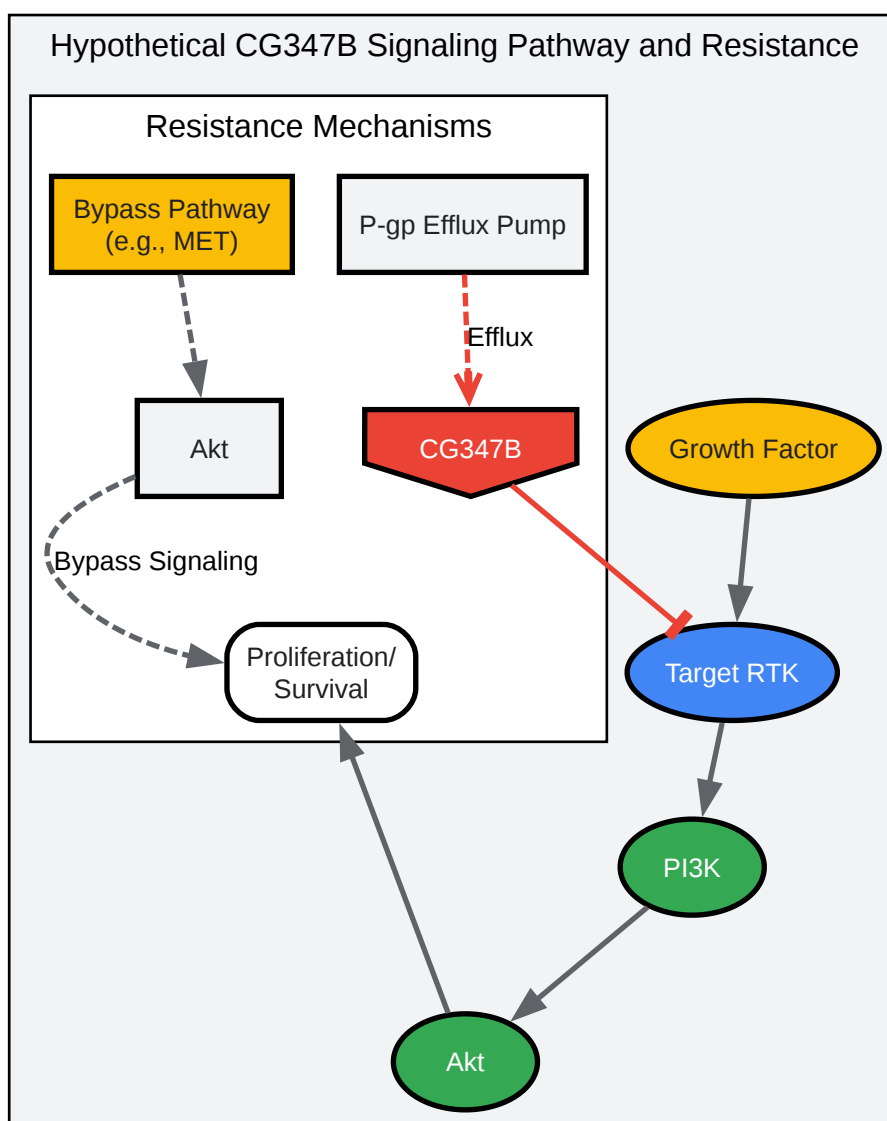 Hypothetical CG347B Signaling Pathway and Resistance
Resistance Mechanisms
Bypass Pathway
(e.g., MET)
P-gp Efflux Pump
Efflux
Akt
CG347B
Growth Factor
Bypass Signaling
Proliferation/
Survival
Target RTK
PI3K
Akt